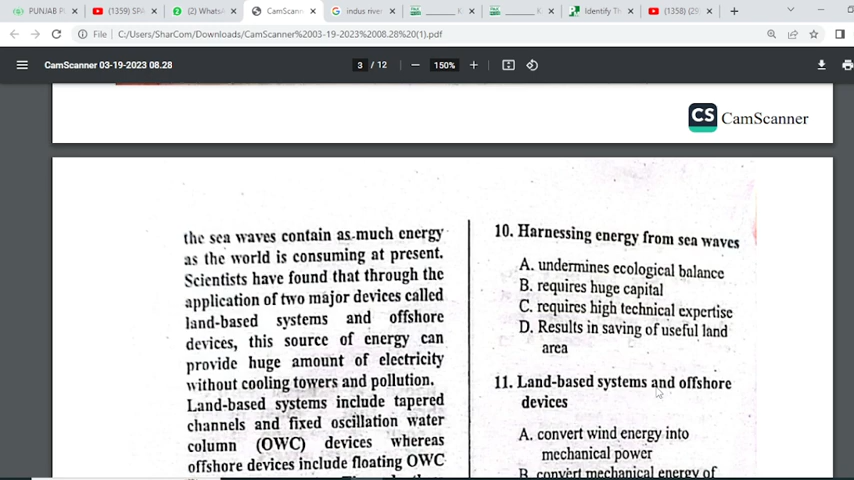 PUNJAB P
(1359) SPA
(2) WhatsA
CamScann
indus river
Identify Th
(1358) (29
File
C:/Users/SharCom/Downloads/CamScanner%2003-19-2023%2008.28%20(1).pdf
CamScanner 03-19-2023 08.28
3 / 12
150%
CS CamScanner
the sea waves contain as much energy
as the world is consuming at present.
Scientists have found that through the
application of two major devices called
land-based systems and offshore
devices, this source of energy can
provide huge amount of electricity
without cooling towers and pollution.
Land-based systems include tapered
channels and fixed oscillation water
column (OWC) devices whereas
offshore devices include floating OWC
10. Harnessing energy from sea waves
A. undermines ecological balance
B. requires huge capital
C. requires high technical expertise
D. Results in saving of useful land
area
11. Land-based systems and offshore
devices
A. convert wind energy into
mechanical power
B. convert mechanical energy of